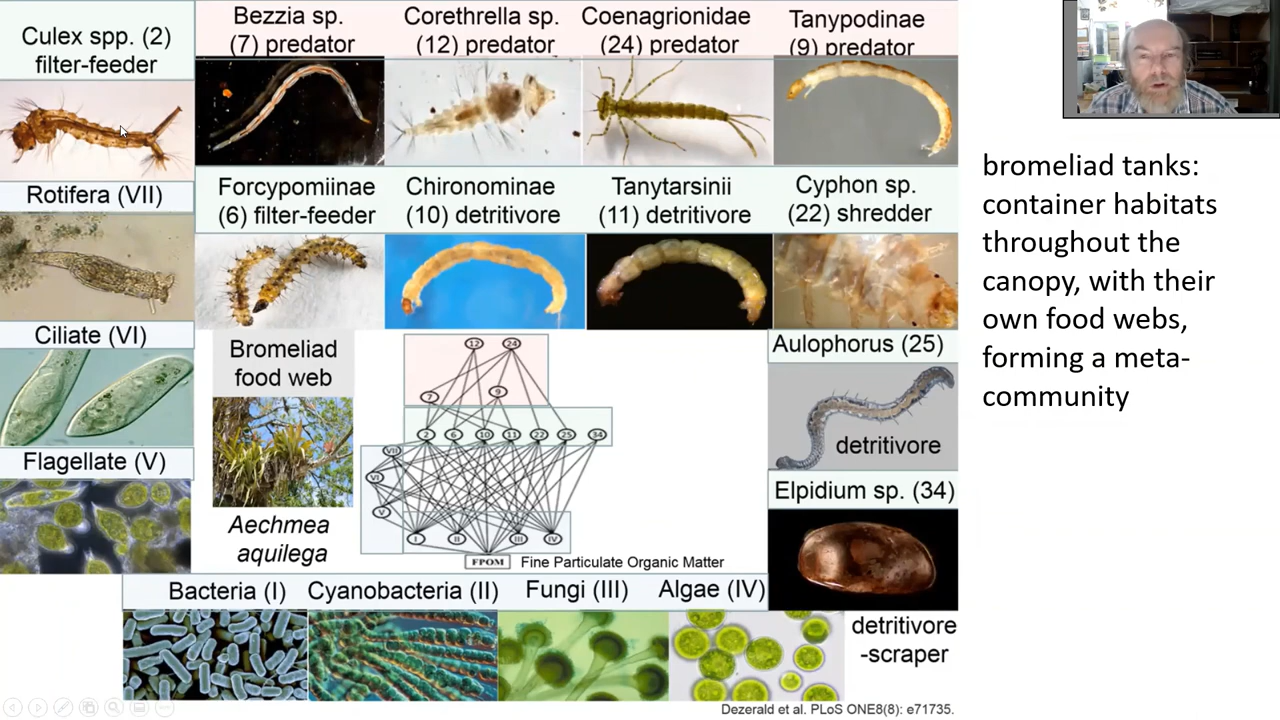 Culex spp. (2)
filter-feeder
Bezzia sp.
(7) predator
Corethrella sp.
(12) predator
Coenagrionidae
(24) predator
Tanypodinae
(9) predator
Rotifera (VII)
Forcypomiinae
(6) filter-feeder
Chironominae
(10) detritivore
Tanytarsinii
(11) detritivore
Cyphon sp.
(22) shredder
Ciliate (VI)
Flagellate (V)
Bromeliad
food web
Aechmea
aquilega
12 24
7 9
2 6 10 11 22 25 34
VII
VI
V
I II III IV
FPOM Fine Particulate Organic Matter
Aulophorus (25)
detritivore
Elpidium sp. (34)
detritivore
-scraper
Bacteria (I) Cyanobacteria (II) Fungi (III) Algae (IV)
Dezerald et al. PLoS ONE8(8): e71735.
bromeliad tanks:
container habitats
throughout the
canopy, with their
own food webs,
forming a meta-
community